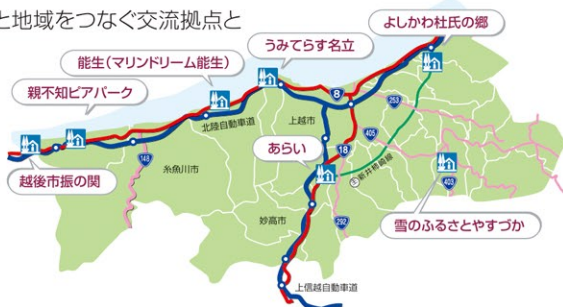 と地域をつなぐ交流拠点と
よしかわ杜氏の郷
うみてらす名立
能生(マリンドリーム能生)
親不知ピアパーク
越後市振の関
北陸自動車道
上越市
8
253
405
18
あらい
148
糸魚川市
新井柿崎線
403
雪のふるさとやすづか
妙高市
292
上信越自動車道